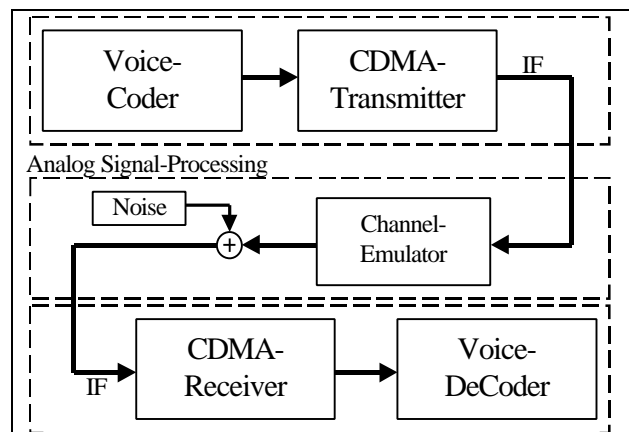 Voice-
Coder
CDMA-
Transmitter
IF
Analog Signal-Processing
Noise
+
Channel-
Emulator
IF
CDMA-
Receiver
Voice-
DeCoder